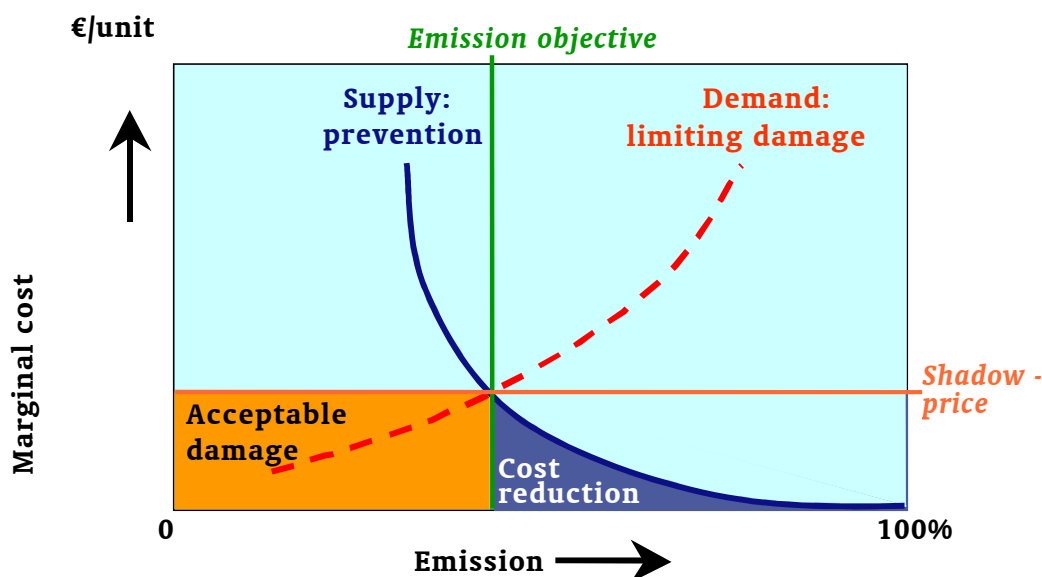 €/unit
Emission objective
Supply:
prevention
Demand:
limiting damage
Marginal cost
Shadow -
price
Acceptable
damage
Cost
reduction
0
100%
Emission